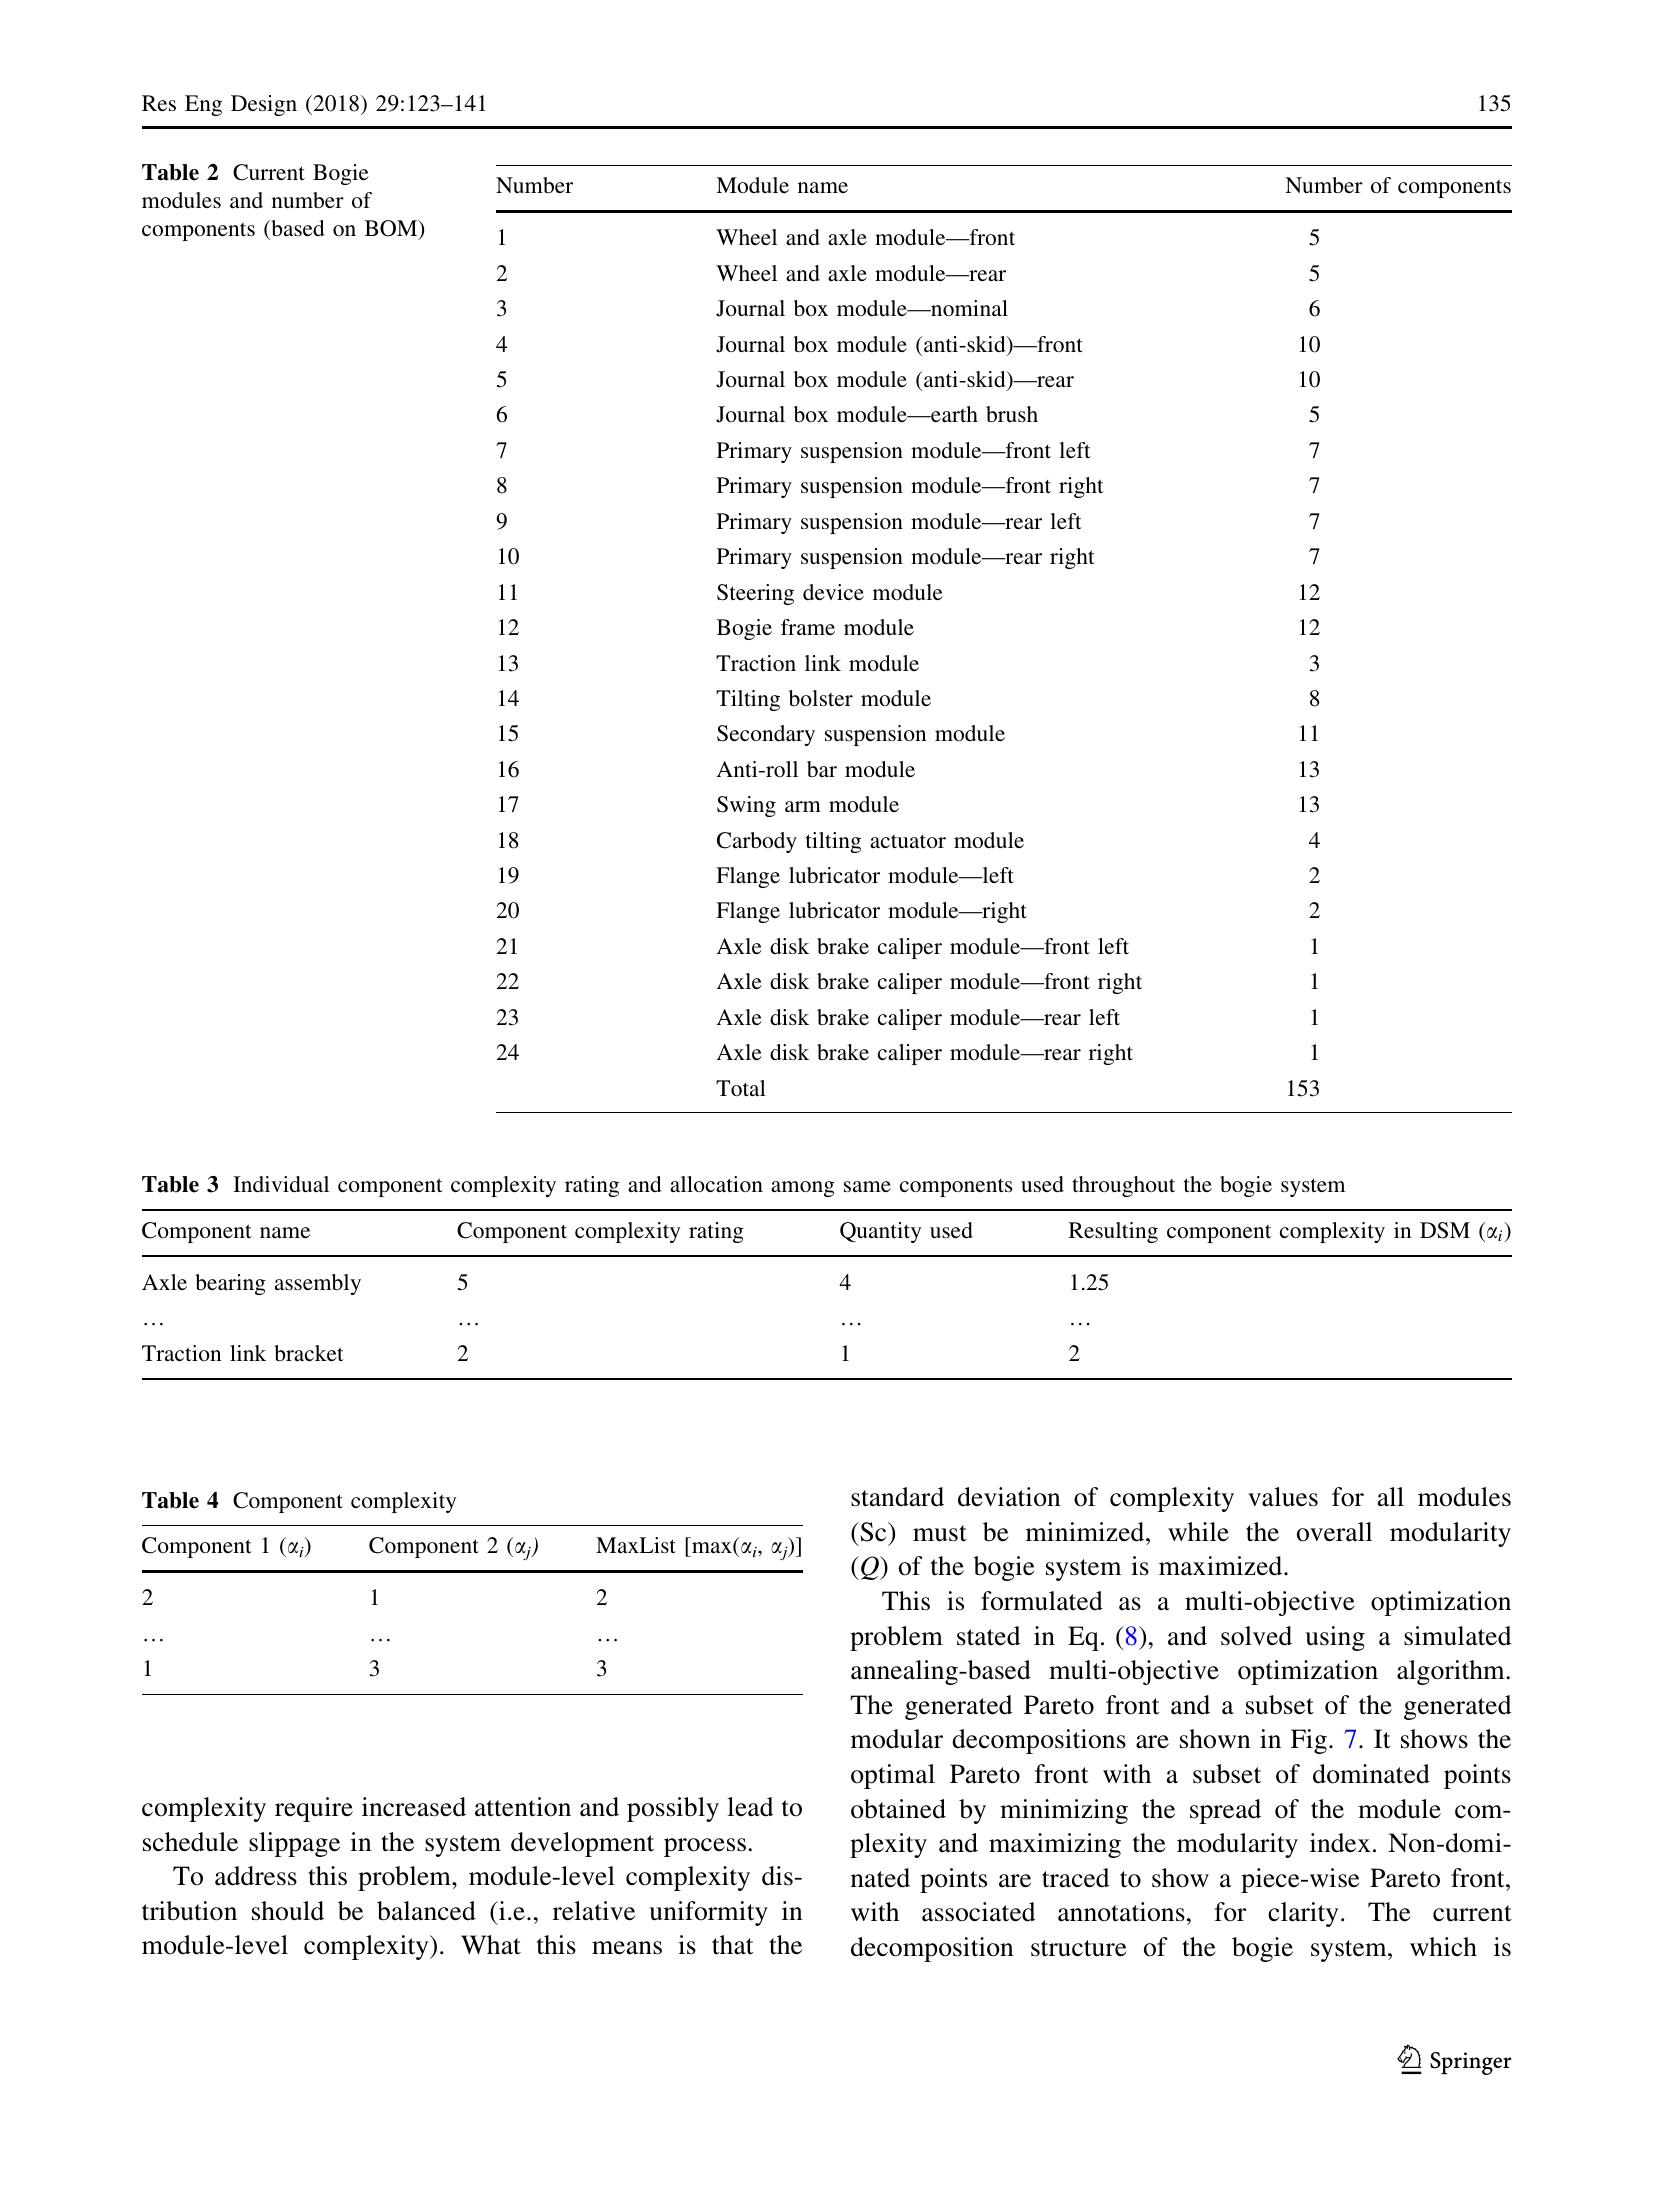 Res Eng Design (2018) 29:123–141 135
Table 2 Current Bogie
modules and number of
components (based on BOM)
Number Module name Number of components
1 Wheel and axle module—front 5
2 Wheel and axle module—rear 5
3 Journal box module—nominal 6
4 Journal box module (anti-skid)—front 10
5 Journal box module (anti-skid)—rear 10
6 Journal box module—earth brush 5
7 Primary suspension module—front left 7
8 Primary suspension module—front right 7
9 Primary suspension module—rear left 7
10 Primary suspension module—rear right 7
11 Steering device module 12
12 Bogie frame module 12
13 Traction link module 3
14 Tilting bolster module 8
15 Secondary suspension module 11
16 Anti-roll bar module 13
17 Swing arm module 13
18 Carbody tilting actuator module 4
19 Flange lubricator module—left 2
20 Flange lubricator module—right 2
21 Axle disk brake caliper module—front left 1
22 Axle disk brake caliper module—front right 1
23 Axle disk brake caliper module—rear left 1
24 Axle disk brake caliper module—rear right 1
Total 153
Table 3 Individual component complexity rating and allocation among same components used throughout the bogie system
Component name Component complexity rating Quantity used Resulting component complexity in DSM (αi)
Axle bearing assembly 5 4 1.25
… … … …
Traction link bracket 2 1 2
Table 4 Component complexity
Component 1 (αi) Component 2 (αj) MaxList [max(αi, αj)]
2 1 2
… … …
1 3 3
complexity require increased attention and possibly lead to
schedule slippage in the system development process.
To address this problem, module-level complexity dis-
tribution should be balanced (i.e., relative uniformity in
module-level complexity). What this means is that the
standard deviation of complexity values for all modules
(Sc) must be minimized, while the overall modularity
(Q) of the bogie system is maximized.
This is formulated as a multi-objective optimization
problem stated in Eq. (8), and solved using a simulated
annealing-based multi-objective optimization algorithm.
The generated Pareto front and a subset of the generated
modular decompositions are shown in Fig. 7. It shows the
optimal Pareto front with a subset of dominated points
obtained by minimizing the spread of the module com-
plexity and maximizing the modularity index. Non-domi-
nated points are traced to show a piece-wise Pareto front,
with associated annotations, for clarity. The current
decomposition structure of the bogie system, which is
Springer